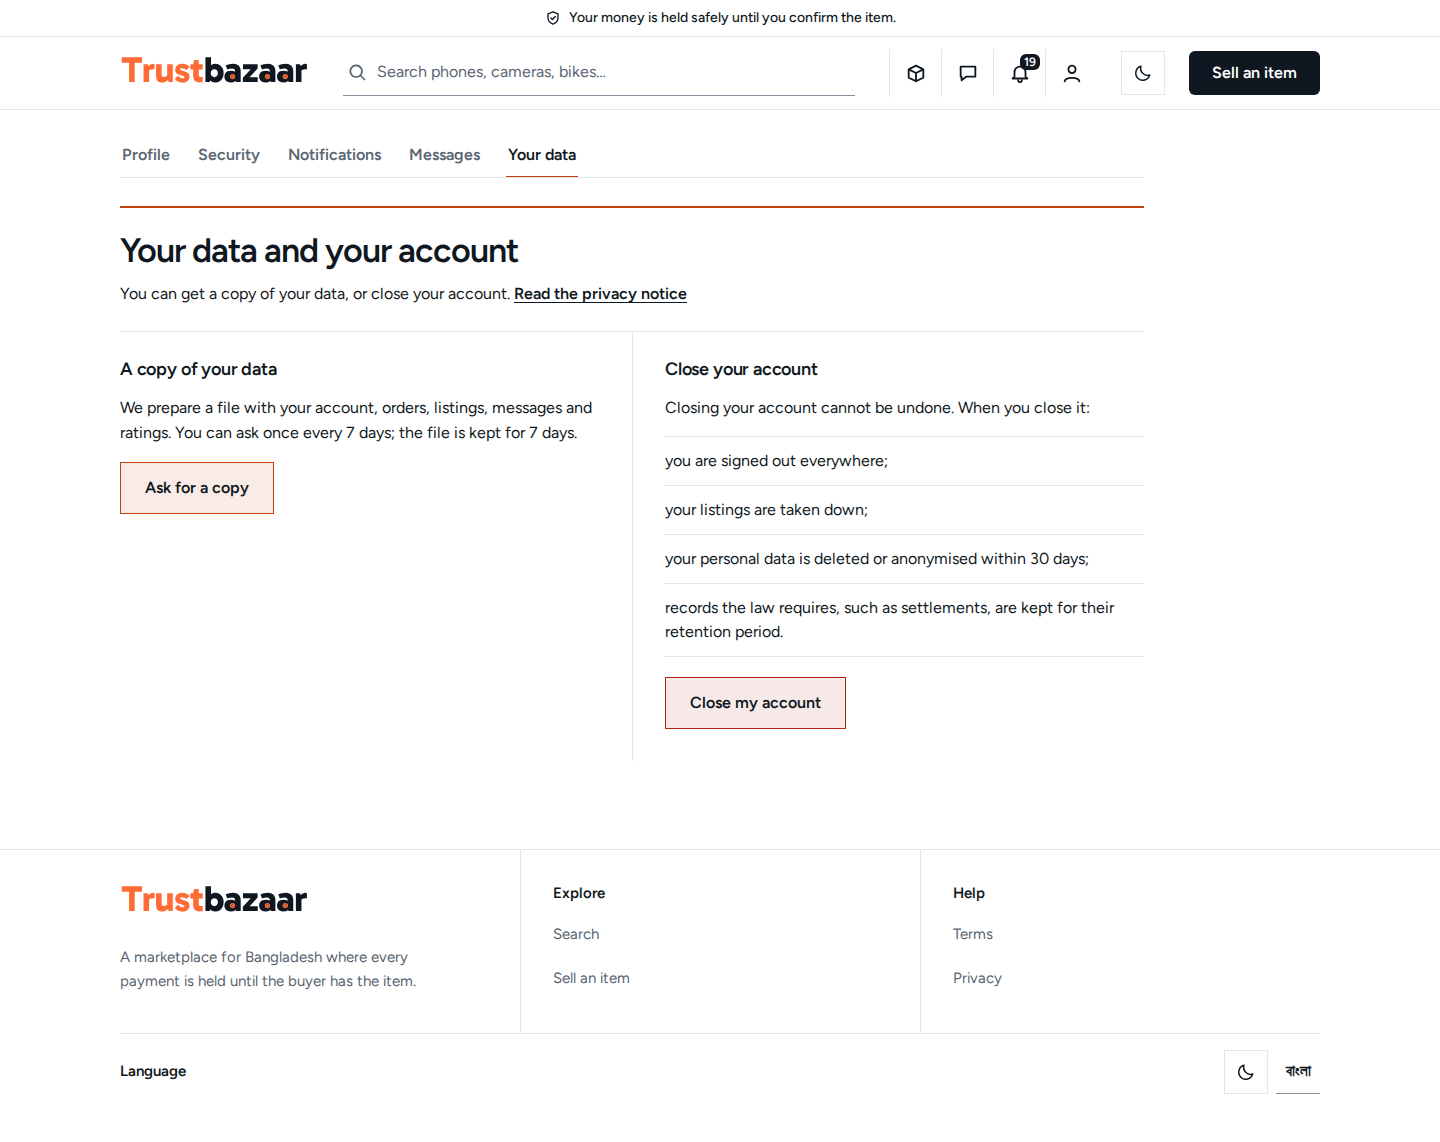 Your money is held safely until you confirm the item.
Trustbazaar
Search phones, cameras, bikes...
19
Sell an item
Profile
Security
Notifications
Messages
Your data
Your data and your account
You can get a copy of your data, or close your account. Read the privacy notice
A copy of your data
We prepare a file with your account, orders, listings, messages and
ratings. You can ask once every 7 days; the file is kept for 7 days.
Ask for a copy
Close your account
Closing your account cannot be undone. When you close it:
you are signed out everywhere;
your listings are taken down;
your personal data is deleted or anonymised within 30 days;
records the law requires, such as settlements, are kept for their
retention period.
Close my account
Trustbazaar
A marketplace for Bangladesh where every
payment is held until the buyer has the item.
Explore
Search
Sell an item
Help
Terms
Privacy
Language
বাংলা